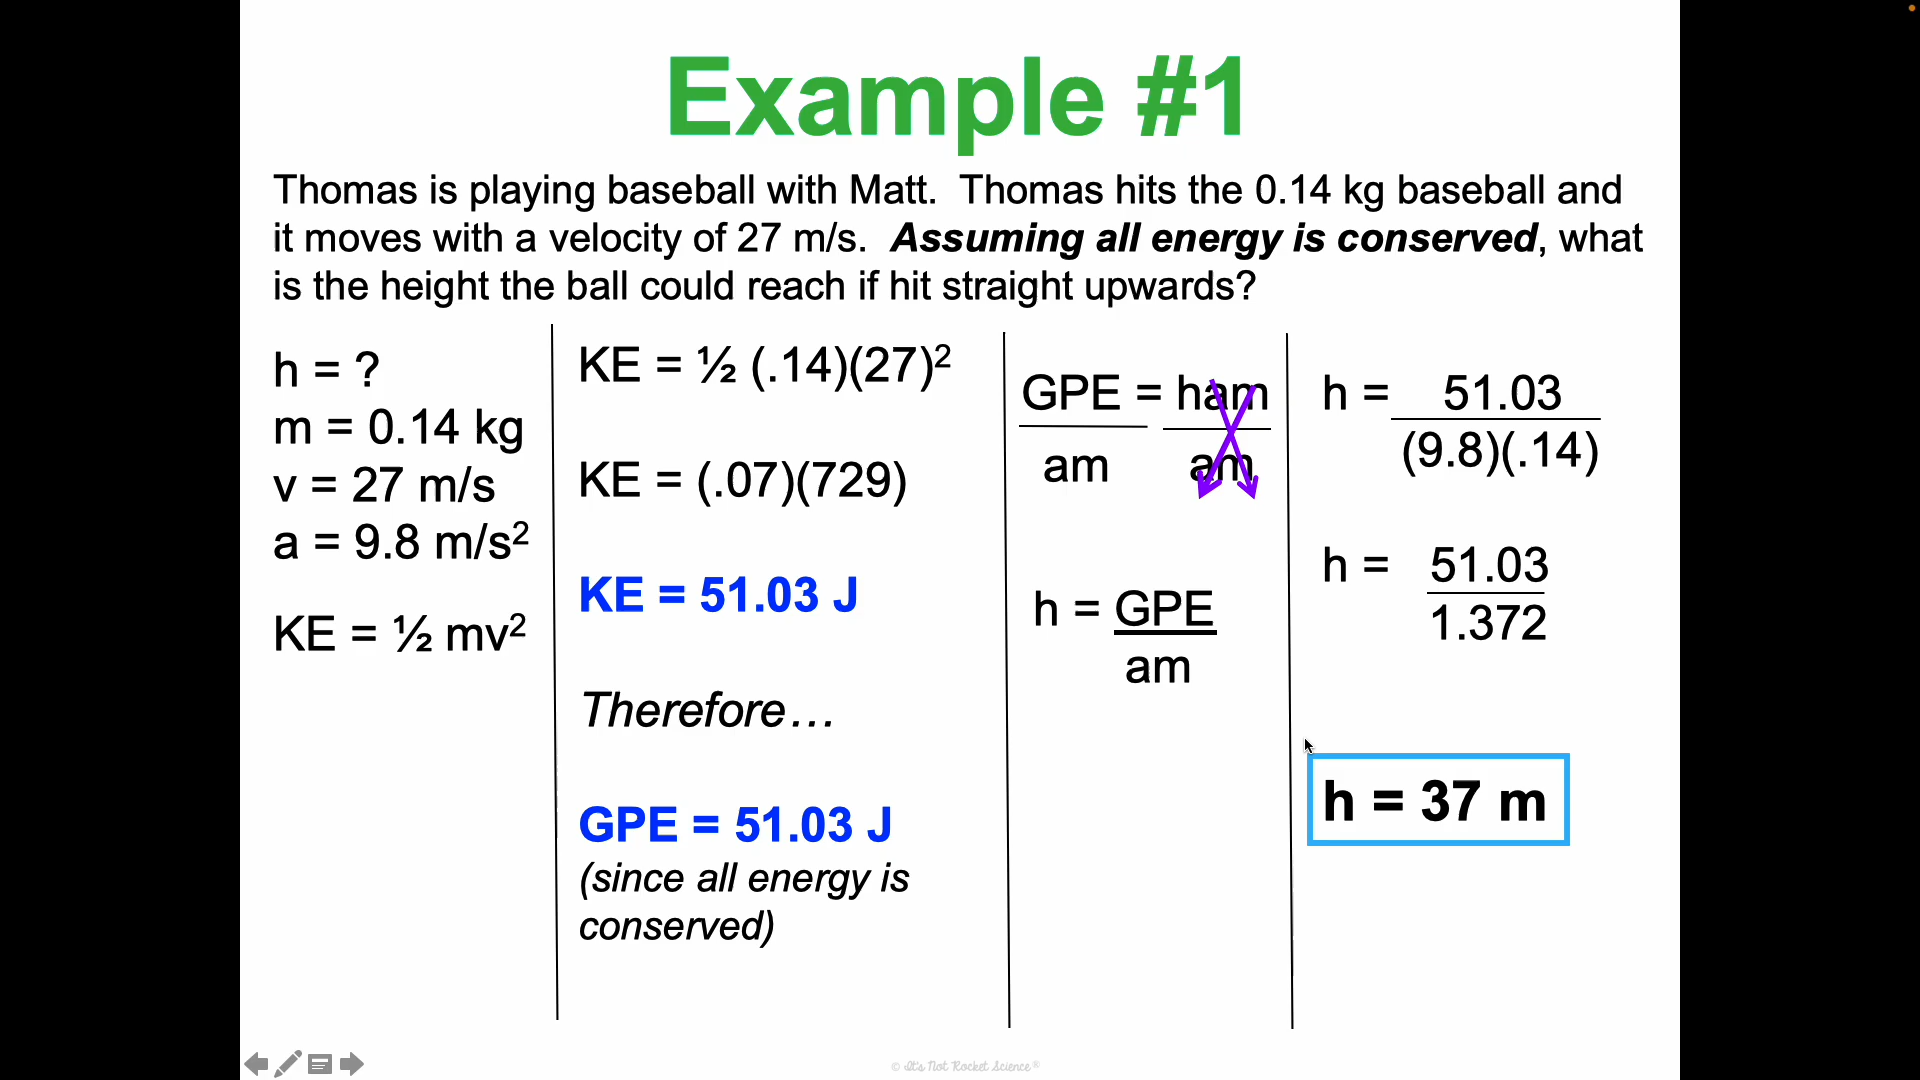 Example #1
Thomas is playing baseball with Matt.  Thomas hits the 0.14 kg baseball and
it moves with a velocity of 27 m/s.  Assuming all energy is conserved, what
is the height the ball could reach if hit straight upwards?
h = ?
m = 0.14 kg
v = 27 m/s
a = 9.8 m/s²
KE = ½ mv²
KE = ½ (.14)(27)²
KE = (.07)(729)
KE = 51.03 J
Therefore…
GPE = 51.03 J
(since all energy is
conserved)
GPE = ham
am am
h = GPE
am
h = 51.03
(9.8)(.14)
h = 51.03
1.372
h = 37 m
© It's Not Rocket Science®